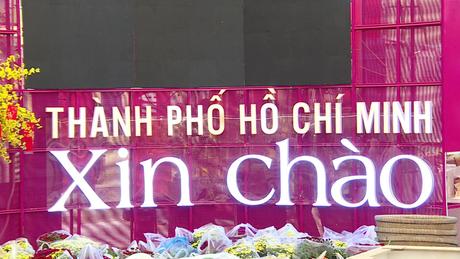 THÀNH PHỐ HỒ CHÍ MINH
Xin chào